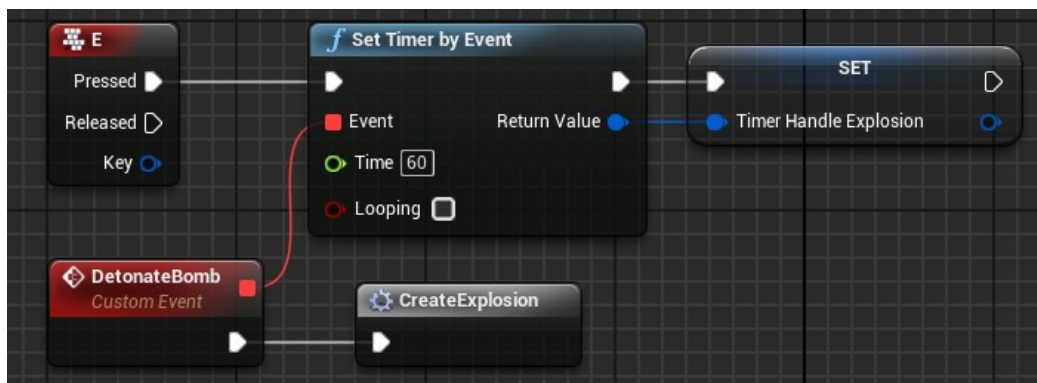 E
Pressed
Released
Key
Set Timer by Event
Event
Return Value
Time 60
Looping
SET
Timer Handle Explosion
DetonateBomb
Custom Event
CreateExplosion